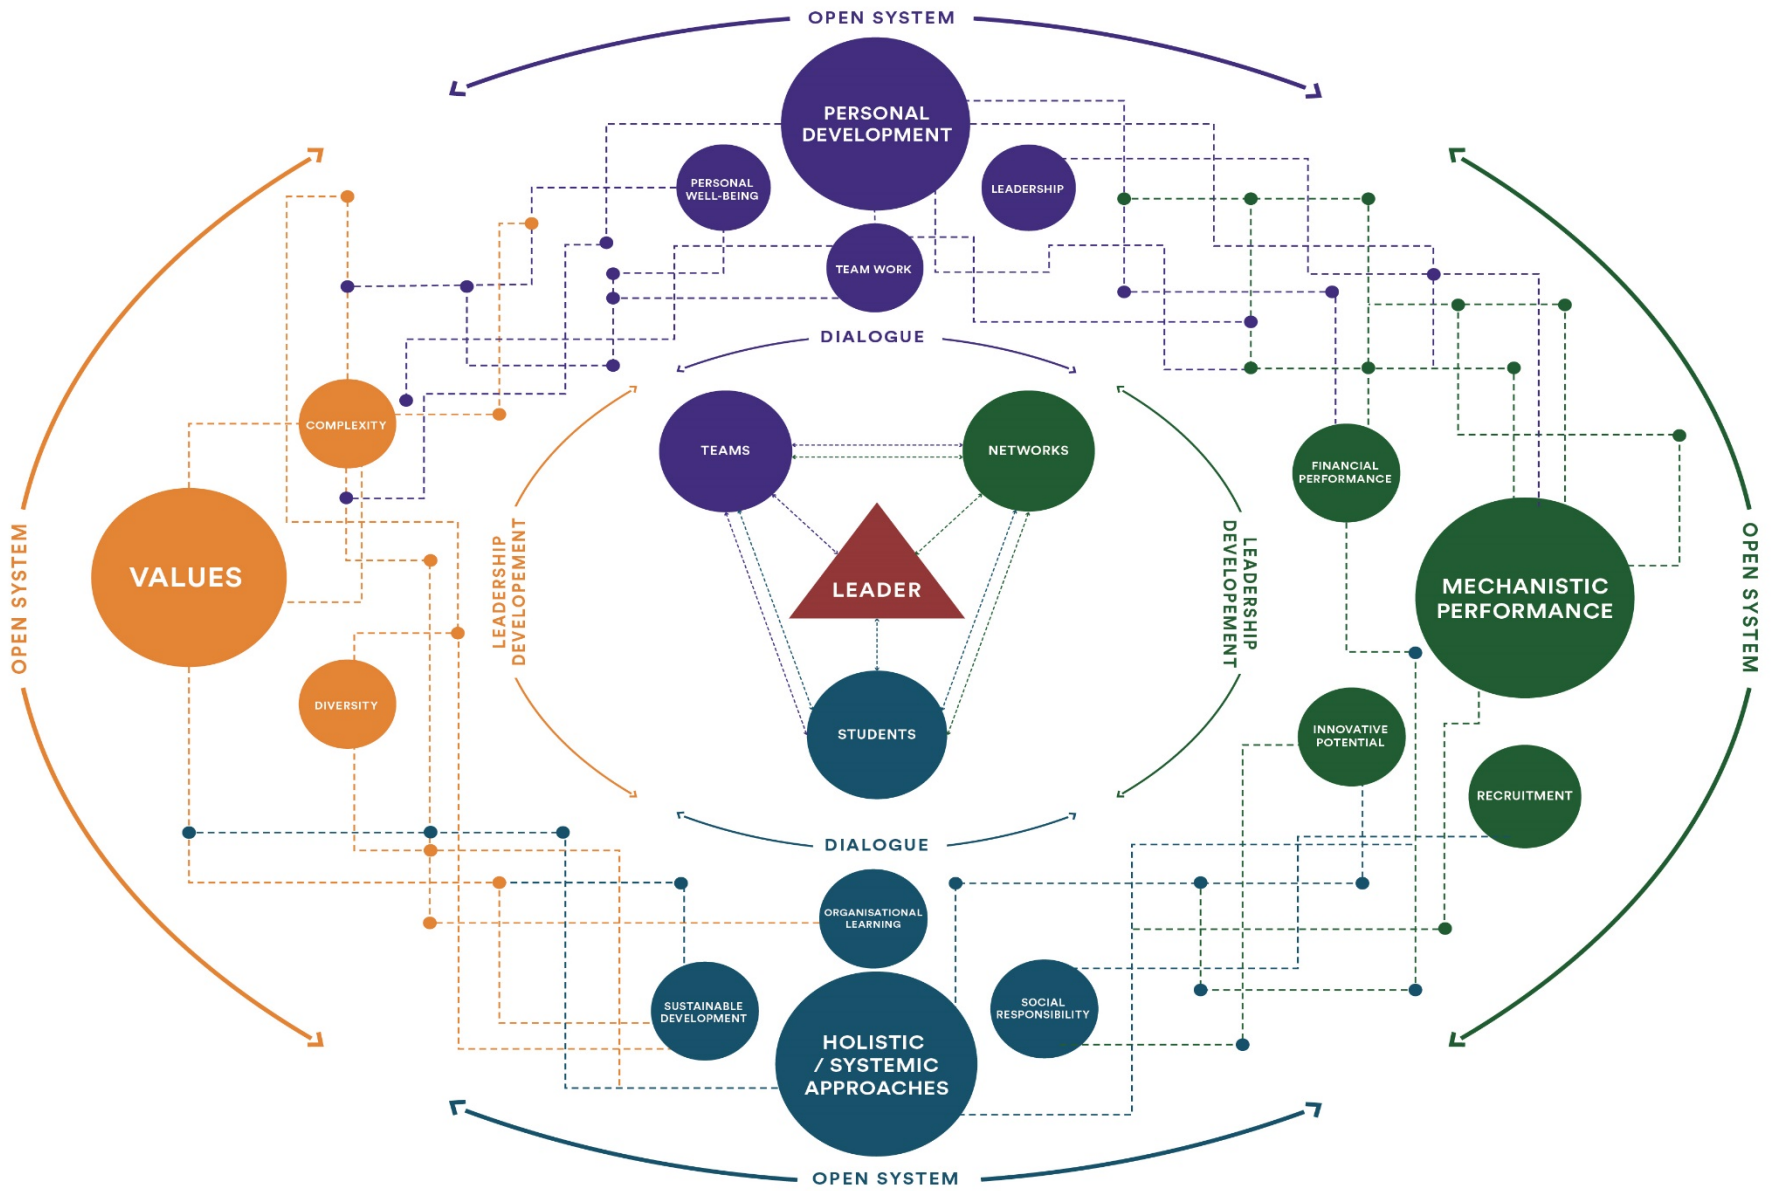 OPEN SYSTEM
PERSONAL
DEVELOPMENT
PERSONAL
WELL-BEING
LEADERSHIP
TEAM WORK
DIALOGUE
COMPLEXITY
TEAMS
NETWORKS
FINANCIAL
PERFORMANCE
OPEN SYSTEM
VALUES
LEADERSHIP
DEVELOPEMENT
LEADER
LEADERSHIP
DEVELOPEMENT
MECHANISTIC
PERFORMANCE
OPEN SYSTEM
DIVERSITY
STUDENTS
INNOVATIVE
POTENTIAL
RECRUITMENT
DIALOGUE
ORGANISATIONAL
LEARNING
SUSTAINABLE
DEVELOPMENT
SOCIAL
RESPONSIBILITY
HOLISTIC
/ SYSTEMIC
APPROACHES
OPEN SYSTEM